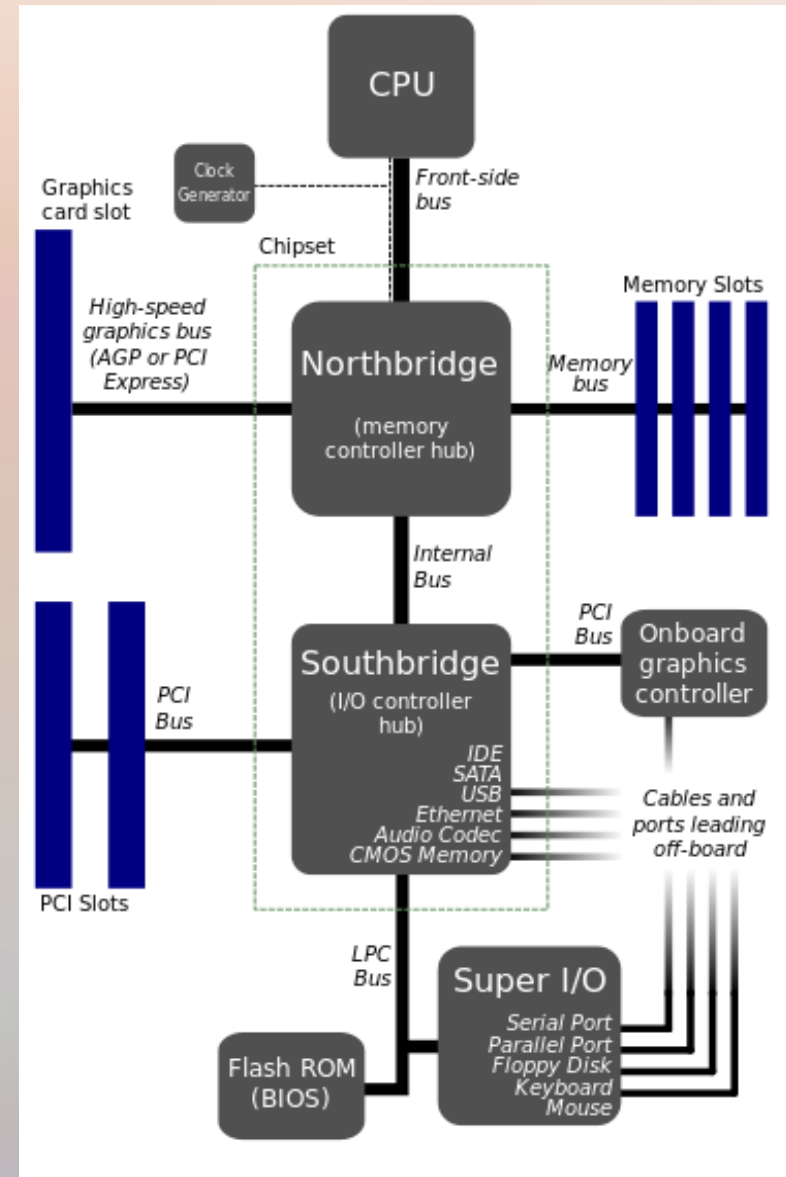 CPU
Clock
Generator
Front-side
bus
Graphics
card slot
Chipset
Memory Slots
High-speed
graphics bus
(AGP or PCI
Express)
Northbridge
(memory
controller hub)
Memory
bus
Internal
Bus
PCI
Bus
Onboard
graphics
controller
Southbridge
(I/O controller
hub)
PCI
Bus
IDE
SATA
USB
Ethernet
Audio Codec
CMOS Memory
Cables and
ports leading
off-board
PCI Slots
LPC
Bus
Super I/O
Serial Port
Parallel Port
Floppy Disk
Keyboard
Mouse
Flash ROM
(BIOS)